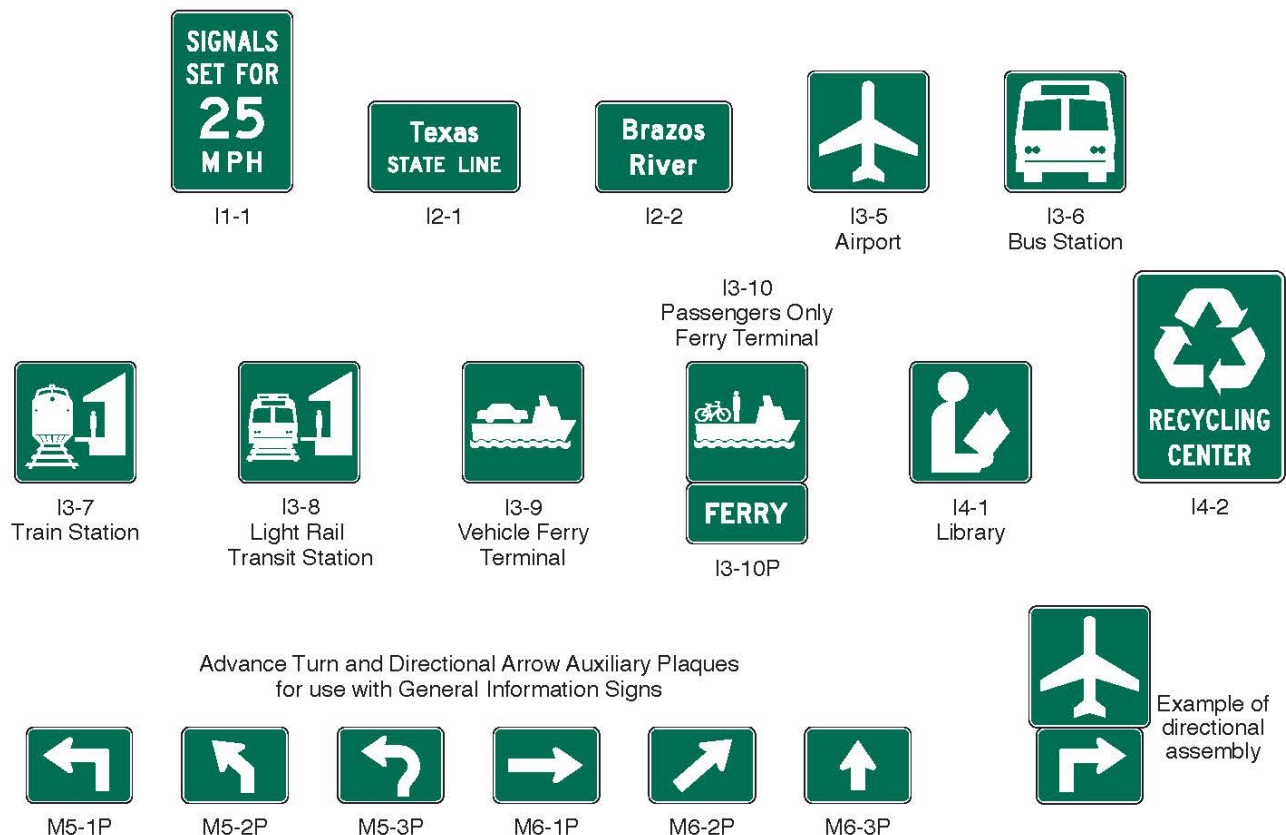 SIGNALS
SET FOR
25
MPH
I1-1
Texas
STATE LINE
I2-1
Brazos
River
I2-2
I3-5
Airport
I3-6
Bus Station
I3-7
Train Station
I3-8
Light Rail
Transit Station
I3-9
Vehicle Ferry
Terminal
I3-10
Passengers Only
Ferry Terminal
FERRY
I3-10P
I4-1
Library
RECYCLING
CENTER
I4-2
Advance Turn and Directional Arrow Auxiliary Plaques
for use with General Information Signs
M5-1P
M5-2P
M5-3P
M6-1P
M6-2P
M6-3P
Example of
directional
assembly